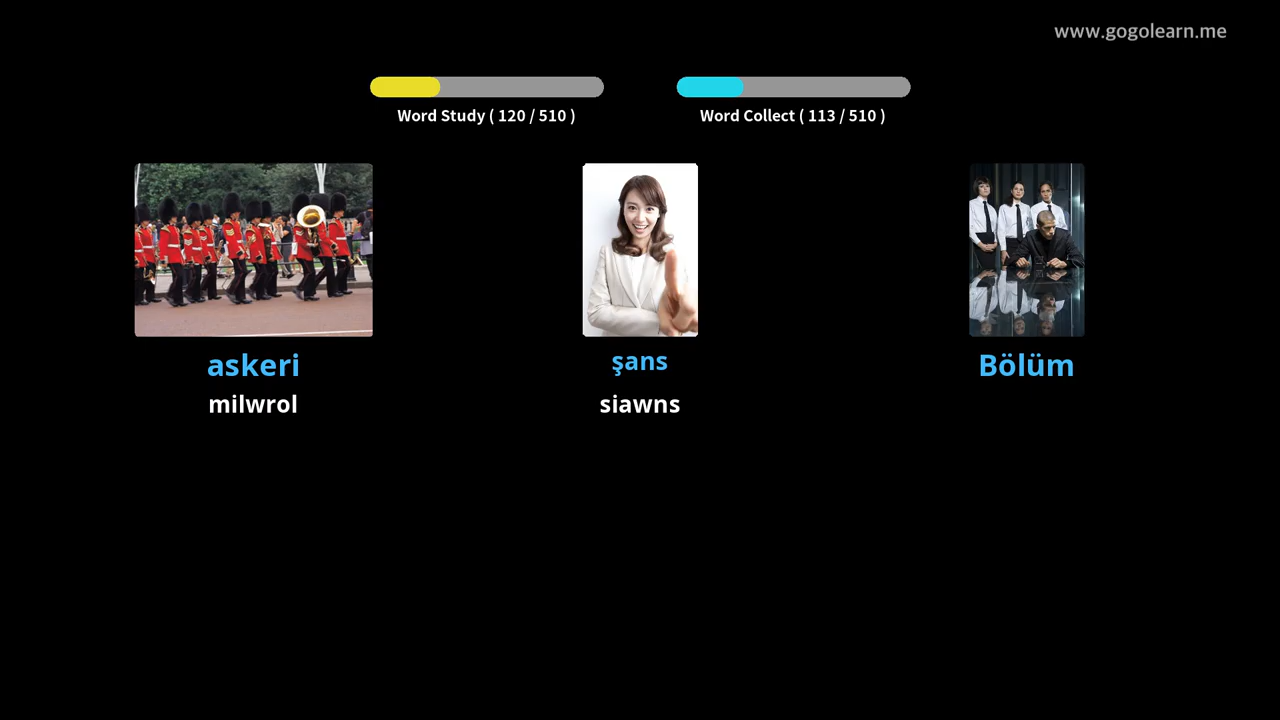 www.gogolearn.me
Word Study ( 120 / 510 )
Word Collect ( 113 / 510 )
askeri
milwrol
şans
siawns
Bölüm